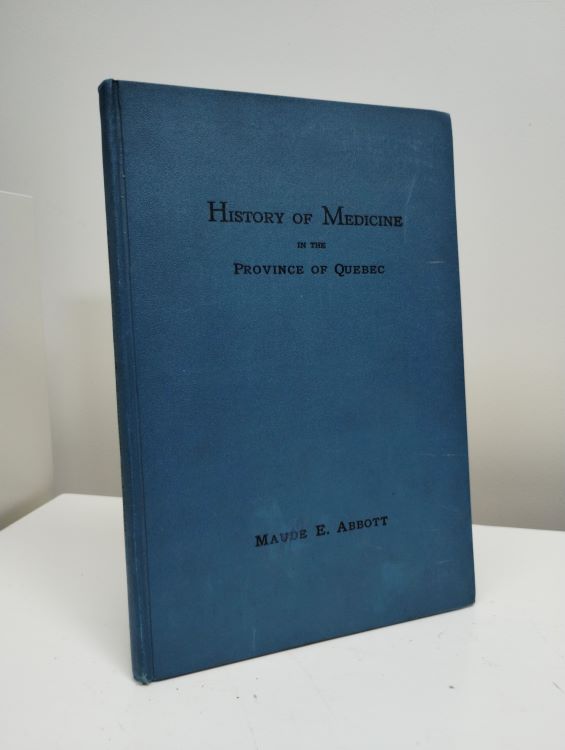 History of Medicine
in the
Province of Quebec
Maude E. Abbott